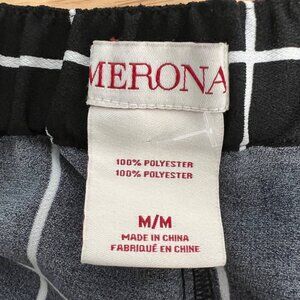 MERONA
100% POLYESTER
100% POLYESTER
M/M
MADE IN CHINA
FABRIQUÉ EN CHINE